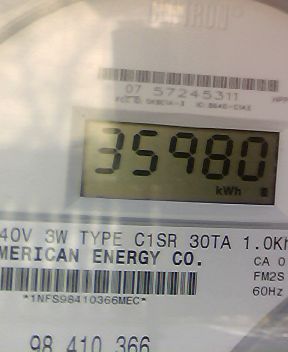 07 57245311
35980
kWh
40V 3W TYPE C1SR 30TA 1.0Kh
MERICAN ENERGY CO.
CA 0
FM2S
60Hz
*1NFS98410366MEC*
98 410 366